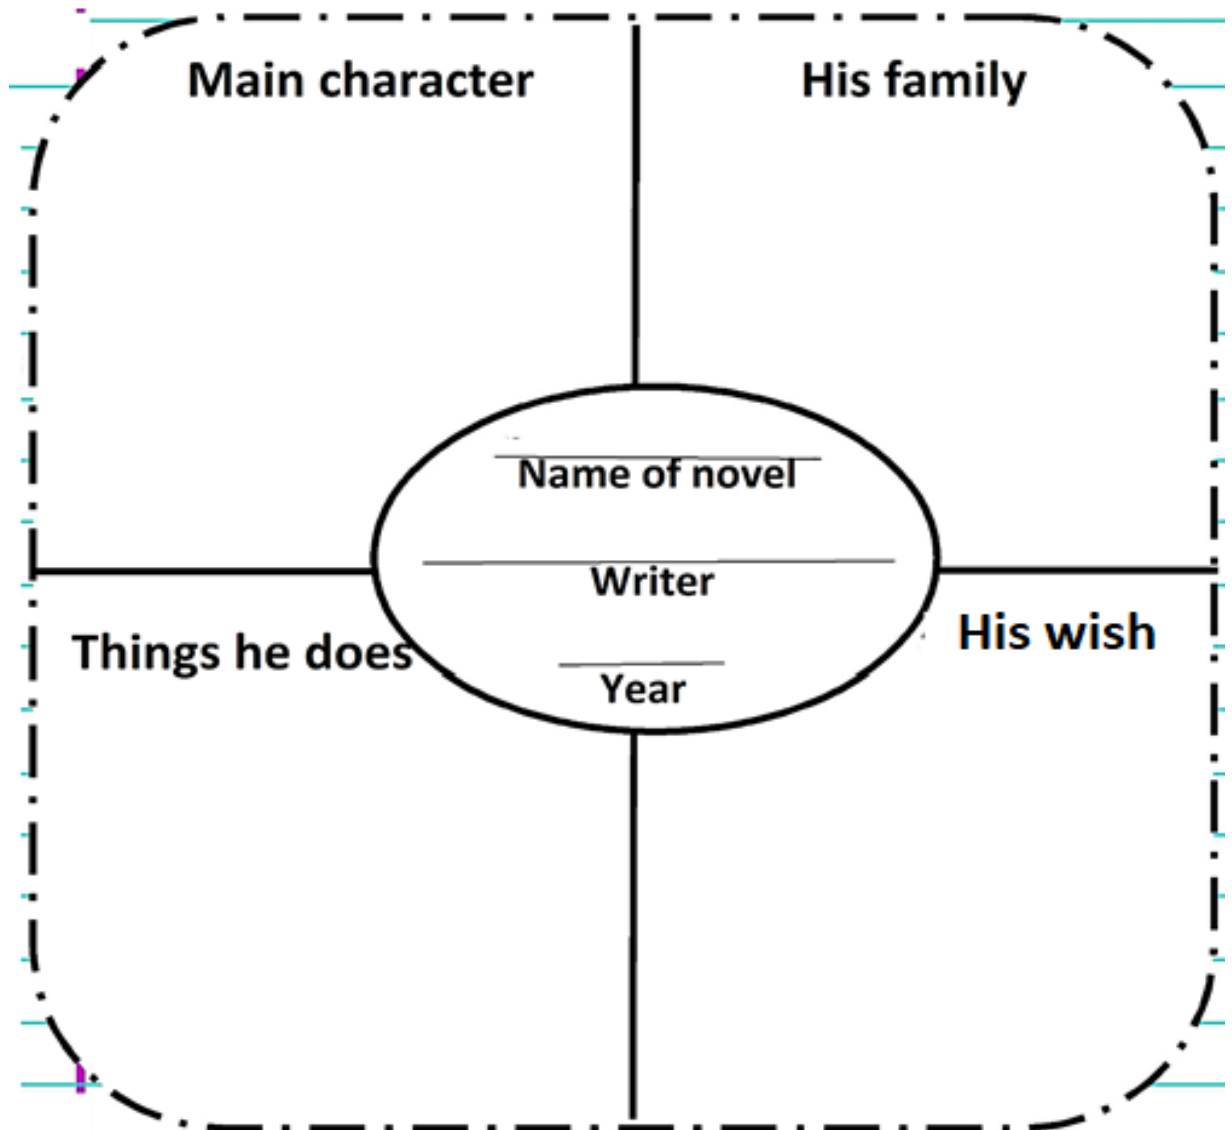 Main character
His family
Name of novel
Writer
Year
Things he does
His wish